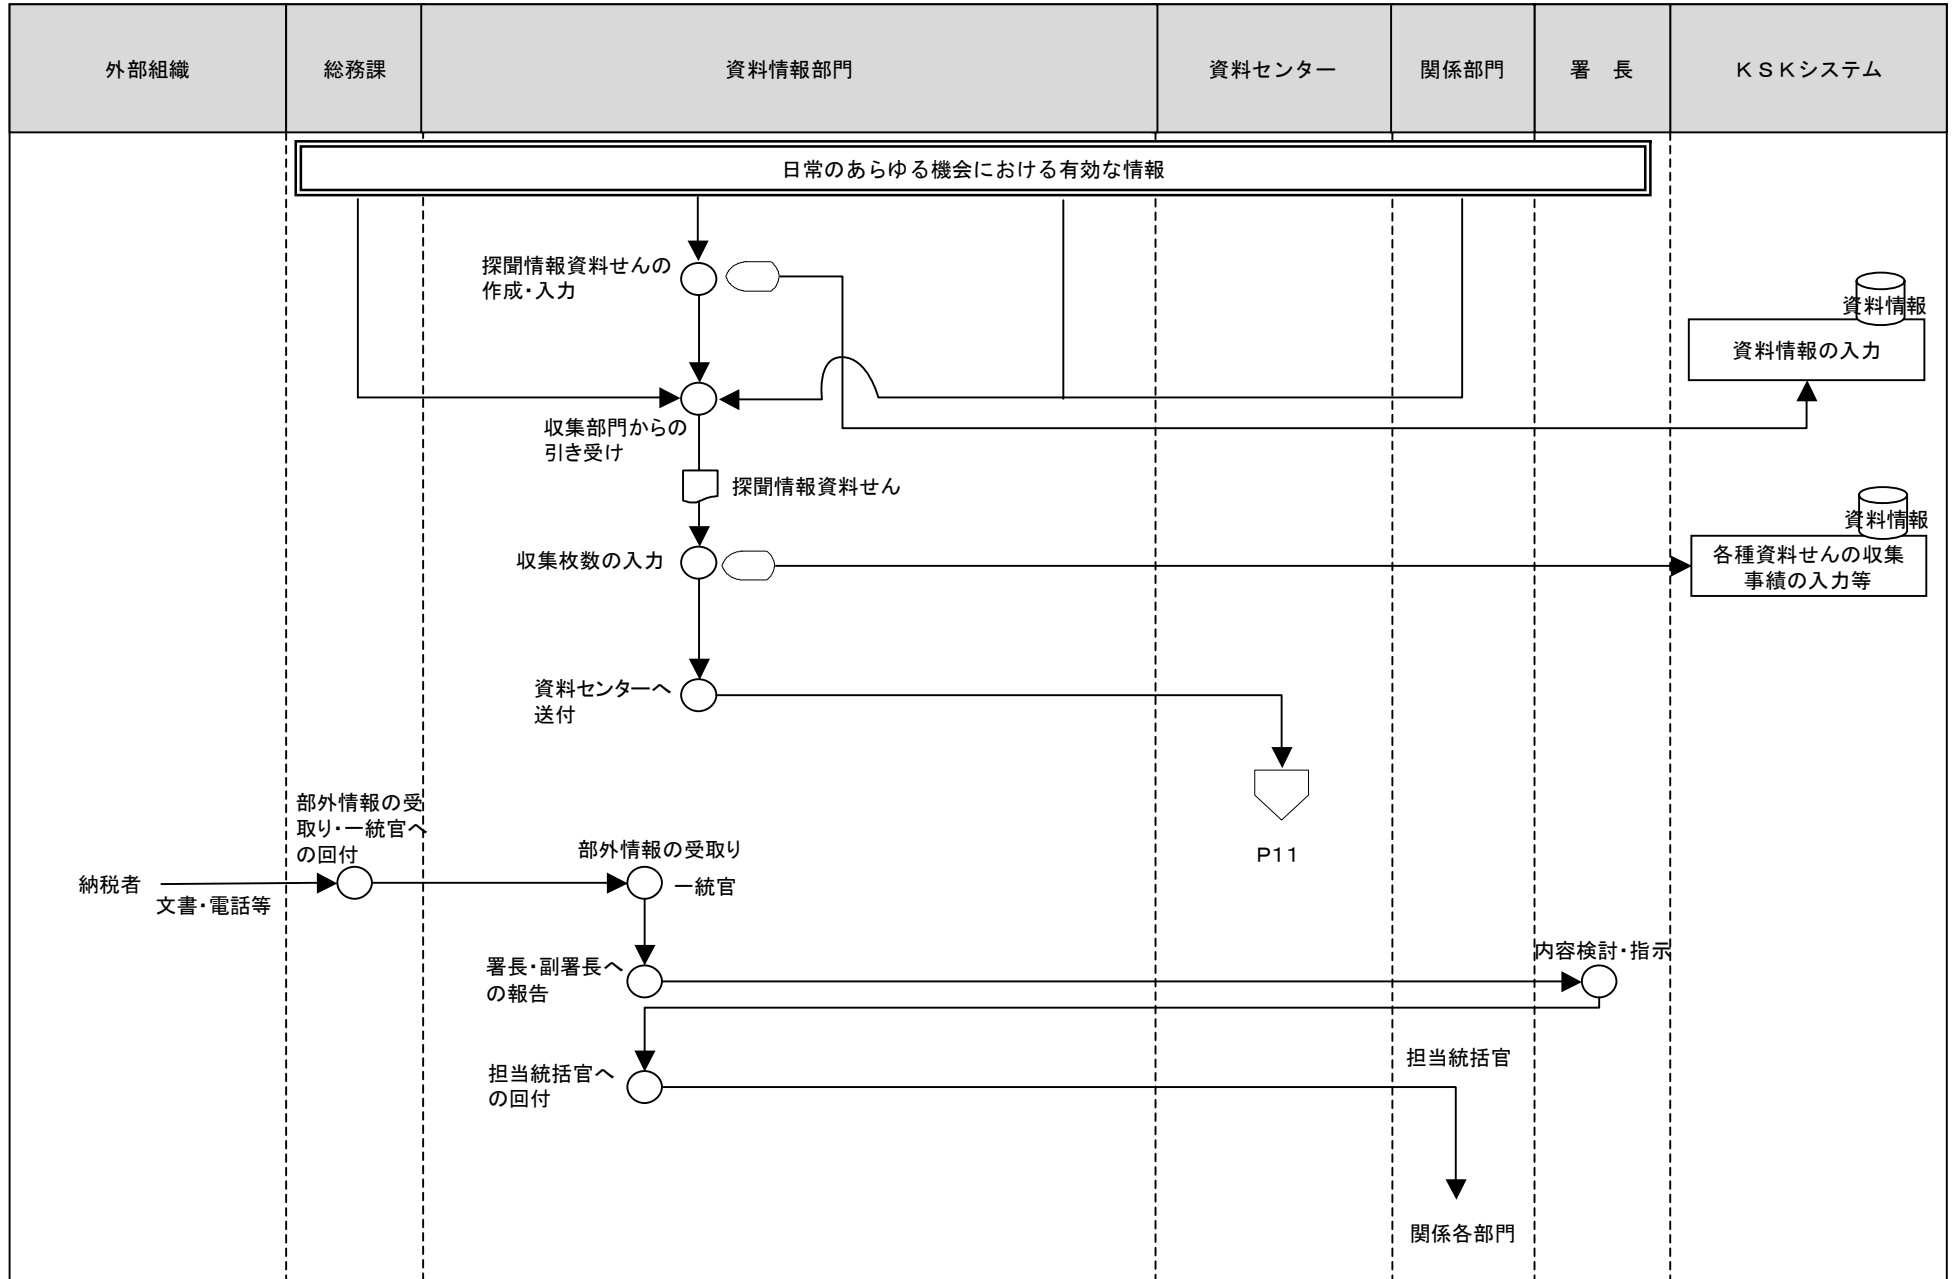 外部組織
総務課
資料情報部門
資料センター
関係部門
署　長
ＫＳＫシステム
日常のあらゆる機会における有効な情報
探聞情報資料せんの
作成・入力
資料情報
資料情報の入力
収集部門からの
引き受け
探聞情報資料せん
資料情報
収集枚数の入力
各種資料せんの収集
事績の入力等
資料センターへ
送付
部外情報の受
取り・一統官へ
の回付
部外情報の受取り
P11
納税者
文書・電話等
一統官
内容検討・指示
署長・副署長へ
の報告
担当統括官
担当統括官へ
の回付
関係各部門